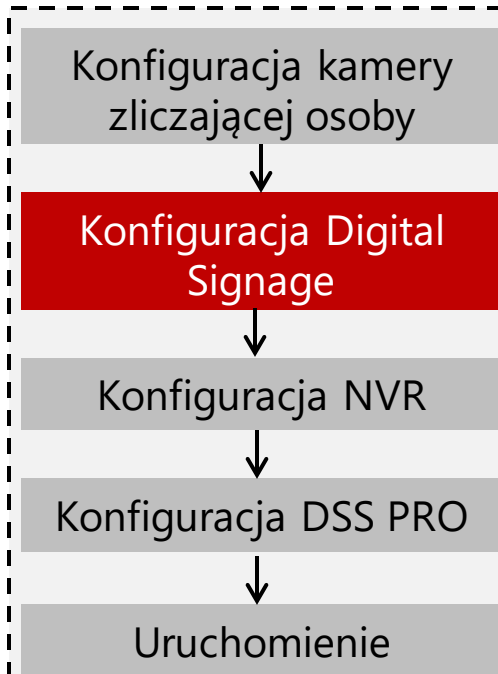 Konfiguracja kamery
zliczającej osoby
Konfiguracja Digital
Signage
Konfiguracja NVR
Konfiguracja DSS PRO
Uruchomienie